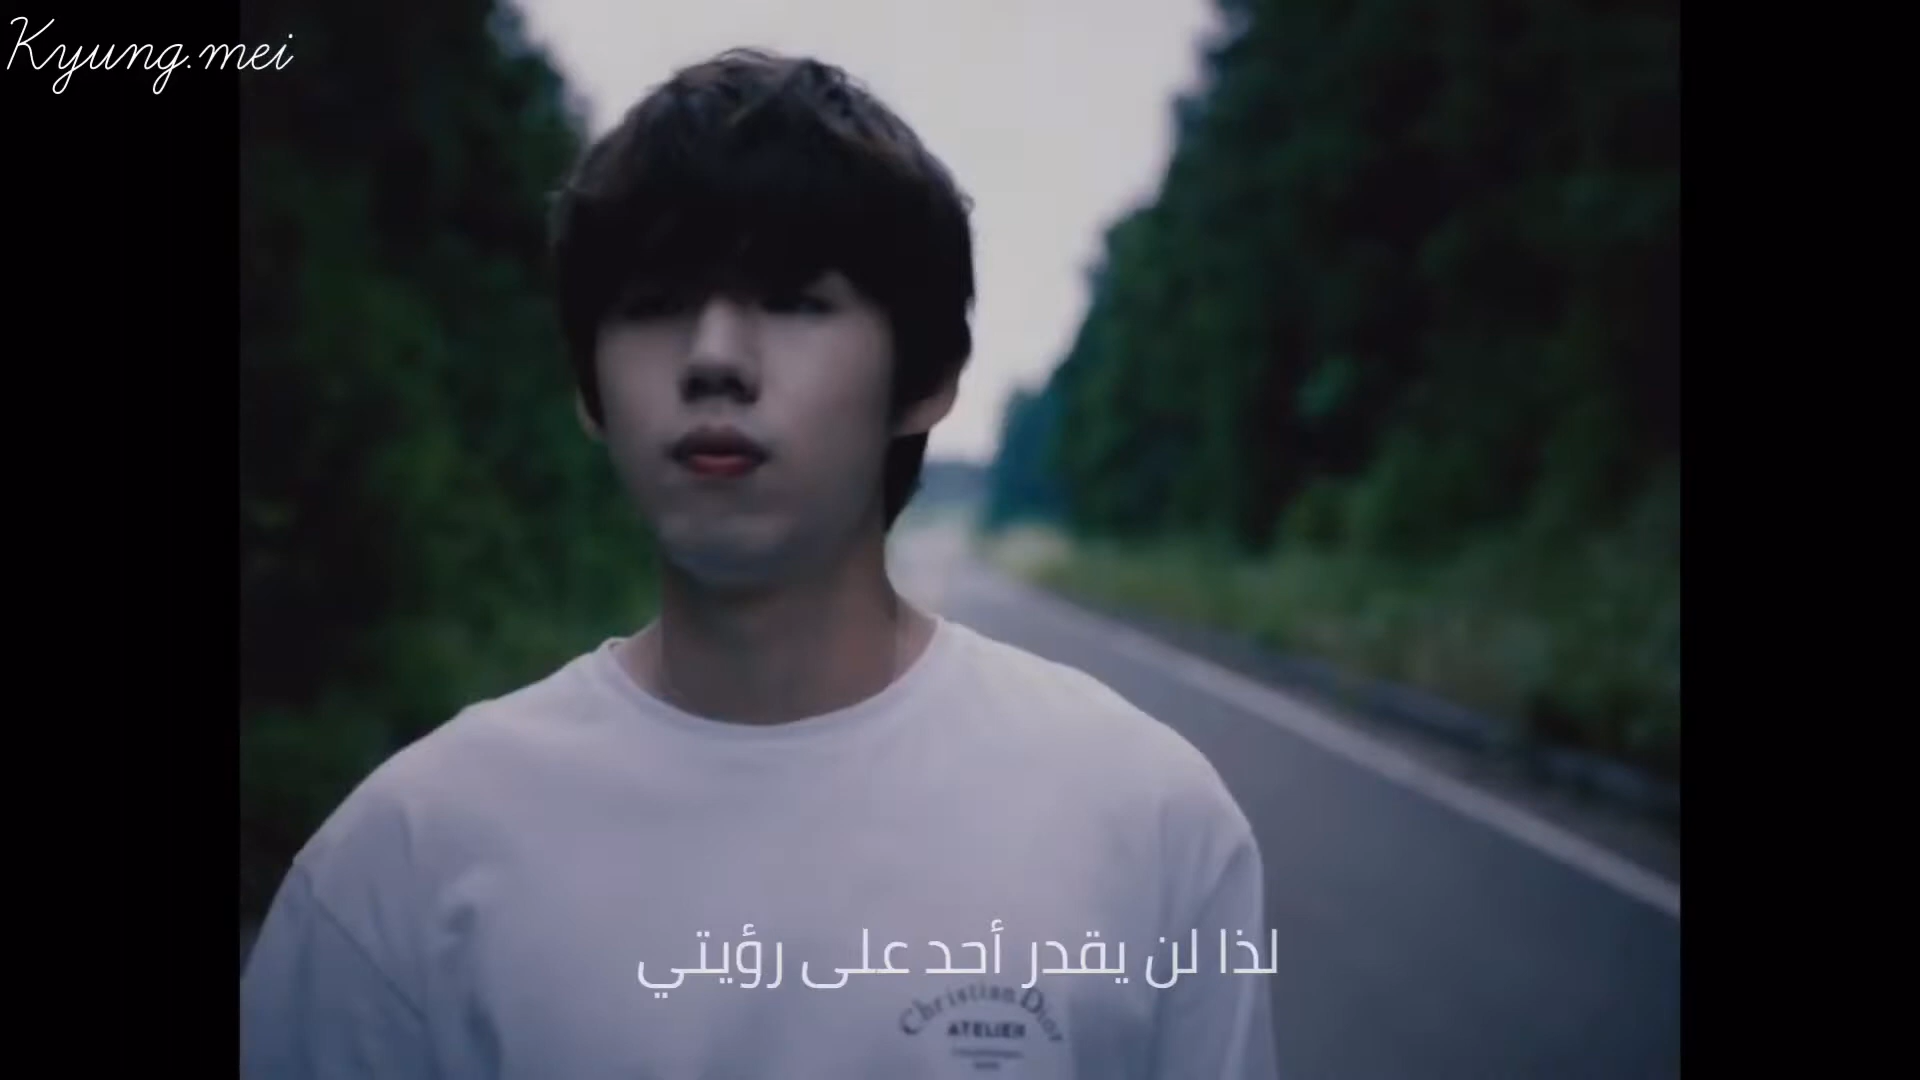 Kyung.mei
لذا لن يقدر أحد على رؤيتي
Christian Dior
ATELIER